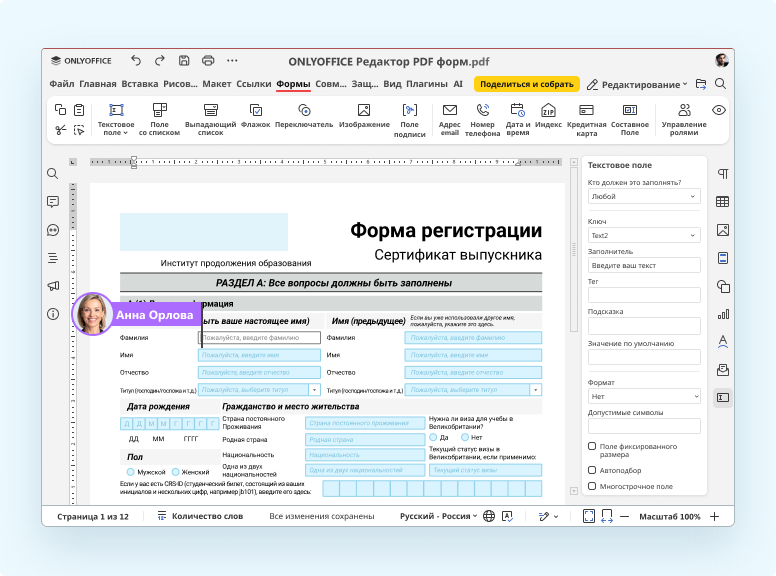 ONLYOFFICE
ONLYOFFICE Редактор PDF форм.pdf
Файл Главная Вставка Рисов... Макет Ссылки Формы Совм... Защ... Вид Плагины AI
Поделиться и собрать
Редактирование
Текстовое поле
Поле со списком
Выпадающий список
Флажок
Переключатель
Изображение
Поле подписи
Адрес email
Номер телефона
Дата и время
Индекс
Кредитная карта
Составное Поле
Управление ролями
Форма регистрации
Сертификат выпускника
Институт продолжения образования
РАЗДЕЛ А: Все вопросы должны быть заполнены
Анна Орлова
ыть ваше настоящее имя)
Имя (предыдущее)
Если вы уже использовали другое имя, пожалуйста, укажите это здесь.
Фамилия
Пожалуйста, введите фамилию
Фамилия
Пожалуйста, введите фамилию
Имя
Пожалуйста, введите имя
Имя
Пожалуйста, введите имя
Отчество
Пожалуйста, введите отчество
Отчество
Пожалуйста, введите отчество
Титул (господин/госпожа и т.д.)
Пожалуйста, выберите титул
Титул (господин/госпожа и т.д.)
Пожалуйста, выберите титул
Дата рождения
Гражданство и место жительства
Д Д М М Г Г Г Г
ДД ММ ГГГГ
Страна постоянного Проживания
Страна постоянного проживания
Нужна ли виза для учебы в Великобритании?
Родная страна
Родная страна
Да Нет
Пол
Мужской Женский
Национальность
Национальность
Текущий статус визы в Великобритании, если применимо:
Одна из двух национальностей
Одна из двух национальностей
Текущий статус визы
Если у вас есть CRS-ID (студенческий билет, состоящий из ваших
инициалов и нескольких цифр, например jb101), введите его здесь:
Текстовое поле
Кто должен это заполнять?
Любой
Ключ
Text2
Заполнитель
Введите ваш текст
Тег
Подсказка
Значение по умолчанию
Формат
Нет
Допустимые символы
Поле фиксированного размера
Автоподбор
Многострочное поле
Страница 1 из 12
Количество слов
Все изменения сохранены
Русский - Россия
Масштаб 100%